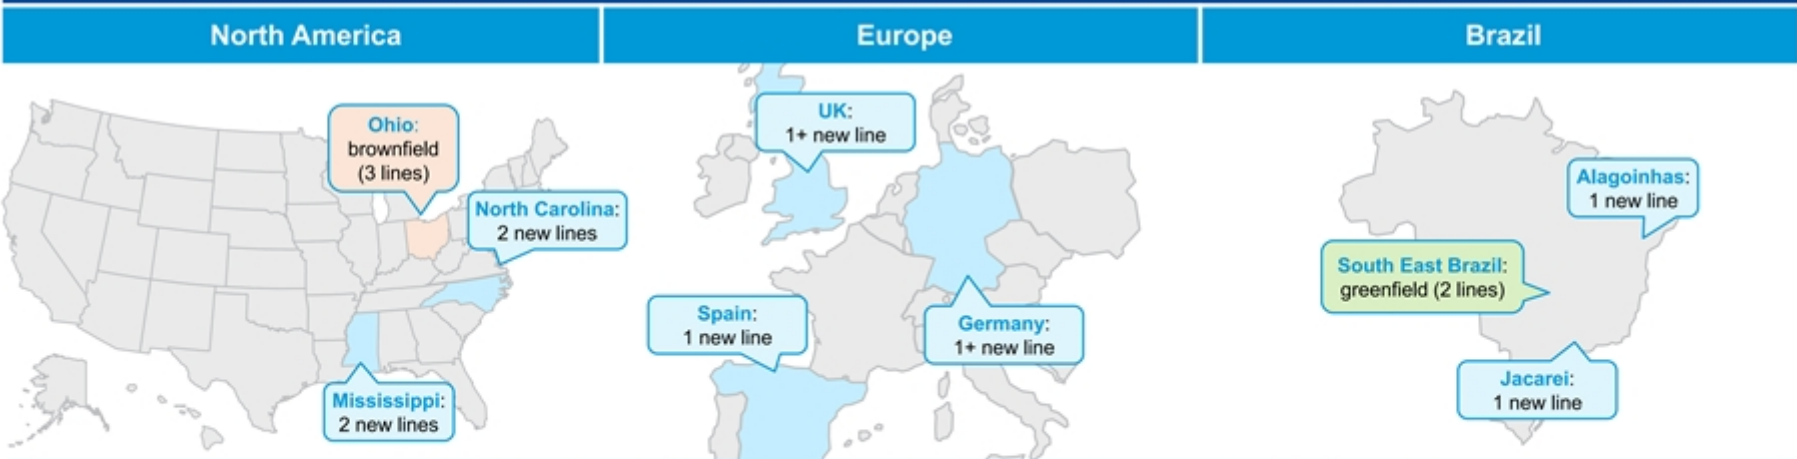 North America
Europe
Brazil
Ohio:
brownfield
(3 lines)
North Carolina:
2 new lines
Mississippi:
2 new lines
UK:
1+ new line
Spain:
1 new line
Germany:
1+ new line
Alagoinhas:
1 new line
South East Brazil:
greenfield (2 lines)
Jacarei:
1 new line